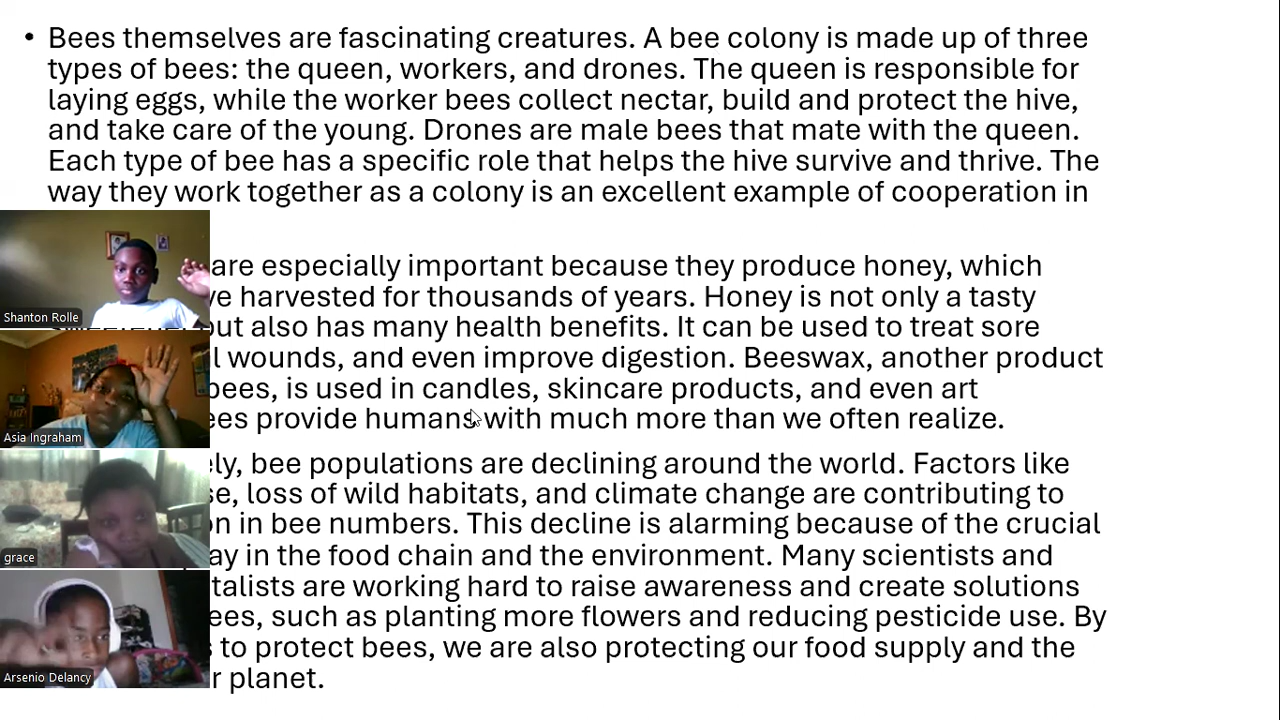 • Bees themselves are fascinating creatures. A bee colony is made up of three
types of bees: the queen, workers, and drones. The queen is responsible for
laying eggs, while the worker bees collect nectar, build and protect the hive,
and take care of the young. Drones are male bees that mate with the queen.
Each type of bee has a specific role that helps the hive survive and thrive. The
way they work together as a colony is an excellent example of cooperation in
are especially important because they produce honey, which
harvested for thousands of years. Honey is not only a tasty
but also has many health benefits. It can be used to treat sore
wounds, and even improve digestion. Beeswax, another product
bees, is used in candles, skincare products, and even art
provide humans with much more than we often realize.
bee populations are declining around the world. Factors like
loss of wild habitats, and climate change are contributing to
in bee numbers. This decline is alarming because of the crucial
in the food chain and the environment. Many scientists and
are working hard to raise awareness and create solutions
such as planting more flowers and reducing pesticide use. By
to protect bees, we are also protecting our food supply and the
planet.
Shanton Rolle
Asia Ingraham
grace
Arsenio Delancy